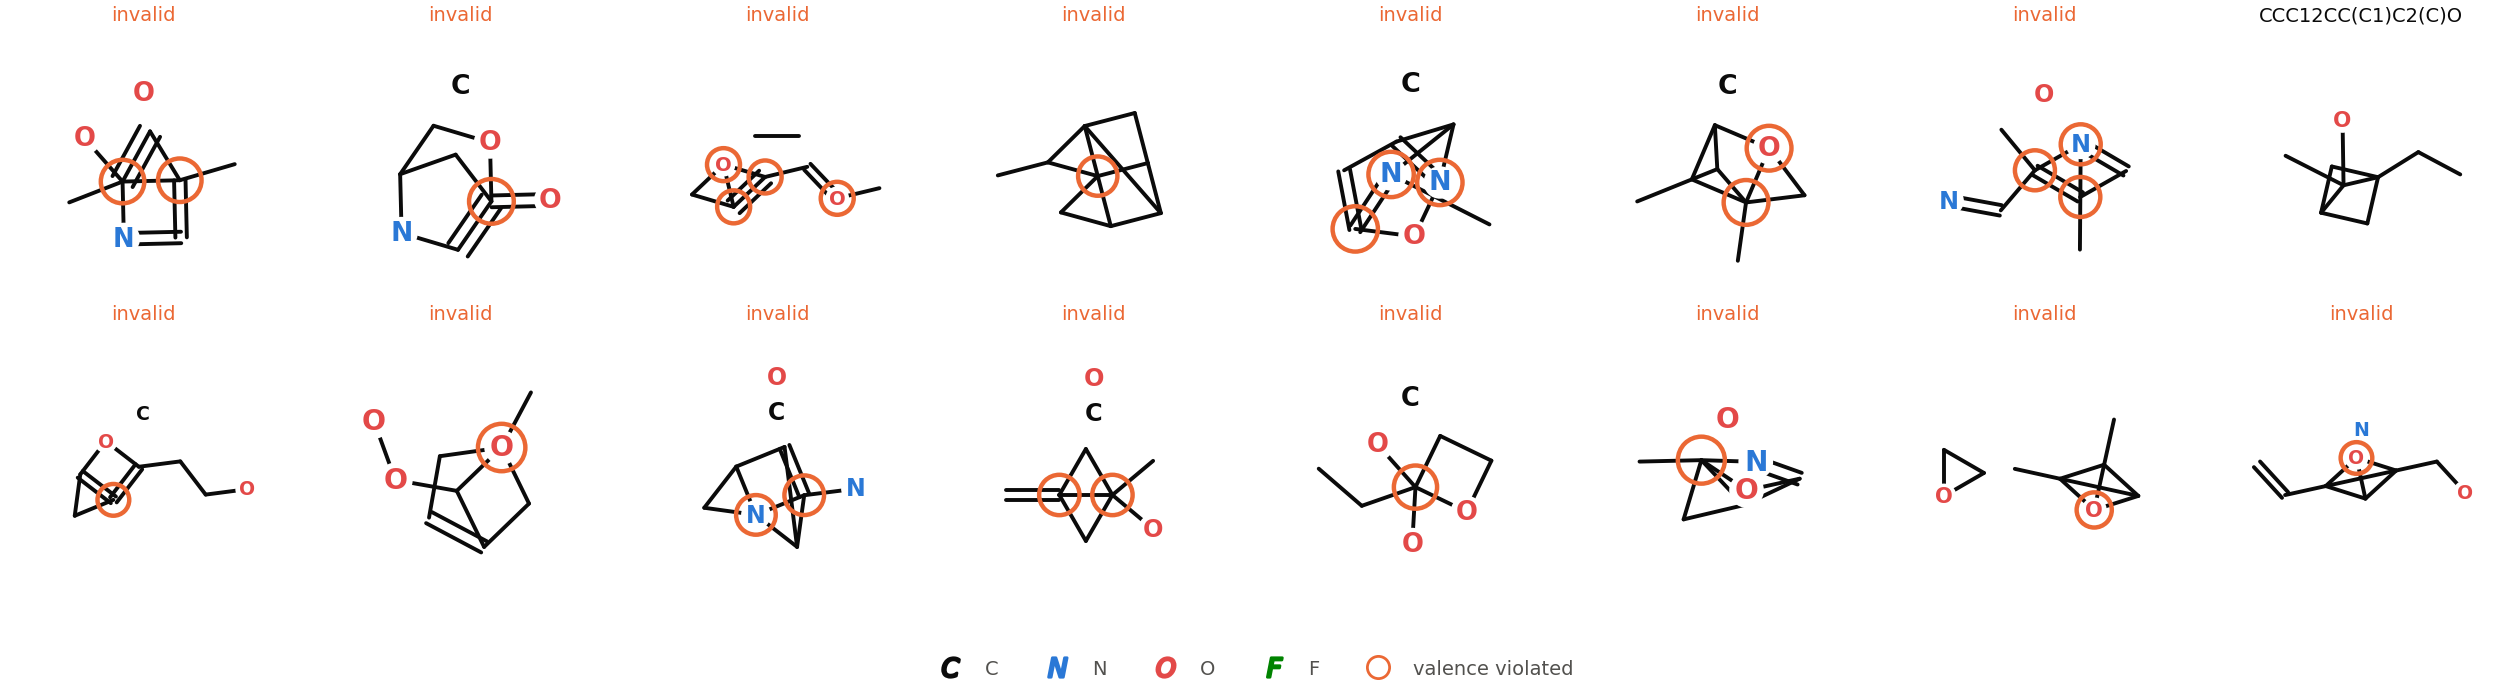 invalid invalid invalid invalid invalid invalid invalid CCC12CC(C1)C2(C)O
O C C C O
O O O N O
O O N N
N O
N O O N
invalid invalid invalid invalid invalid invalid invalid invalid
O O C O N
C O C C O O N O O
O O N N O O O O
O O
C C N N O O F F valence violated